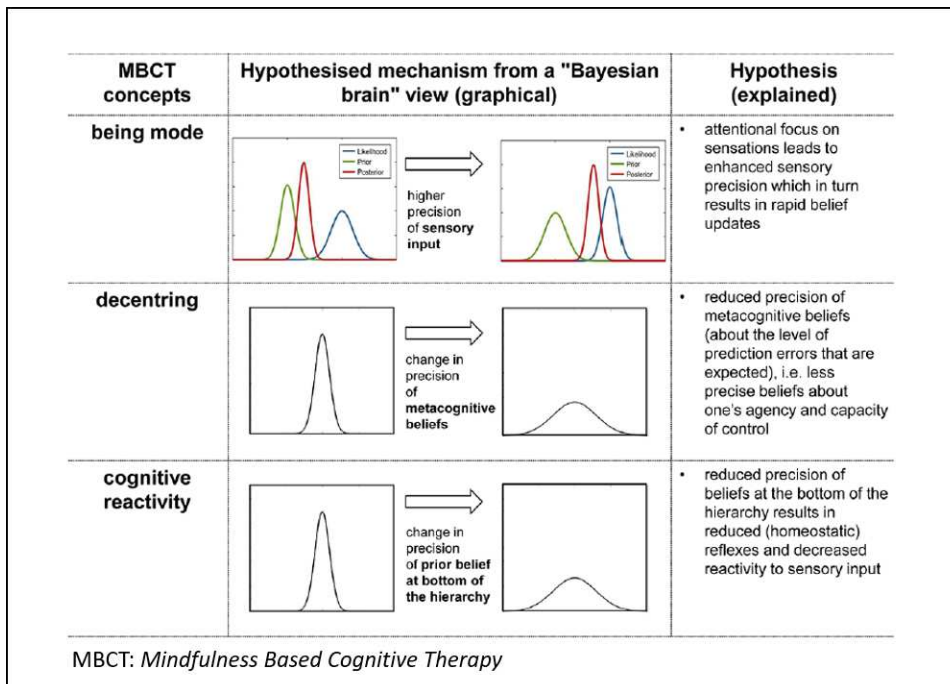 MBCT
concepts
Hypothesised mechanism from a "Bayesian
brain" view (graphical)
Hypothesis
(explained)
being mode
Likelihood
Prior
Posterior
higher
precision
of sensory
input
Likelihood
Prior
Posterior
• attentional focus on
sensations leads to
enhanced sensory
precision which in turn
results in rapid belief
updates
decentring
change in
precision
of
metacognitive
beliefs
• reduced precision of
metacognitive beliefs
(about the level of
prediction errors that are
expected), i.e. less
precise beliefs about
one's agency and capacity
of control
cognitive
reactivity
change in
precision
of prior belief
at bottom of
the hierarchy
• reduced precision of
beliefs at the bottom of the
hierarchy results in
reduced (homeostatic)
reflexes and decreased
reactivity to sensory input
MBCT: Mindfulness Based Cognitive Therapy